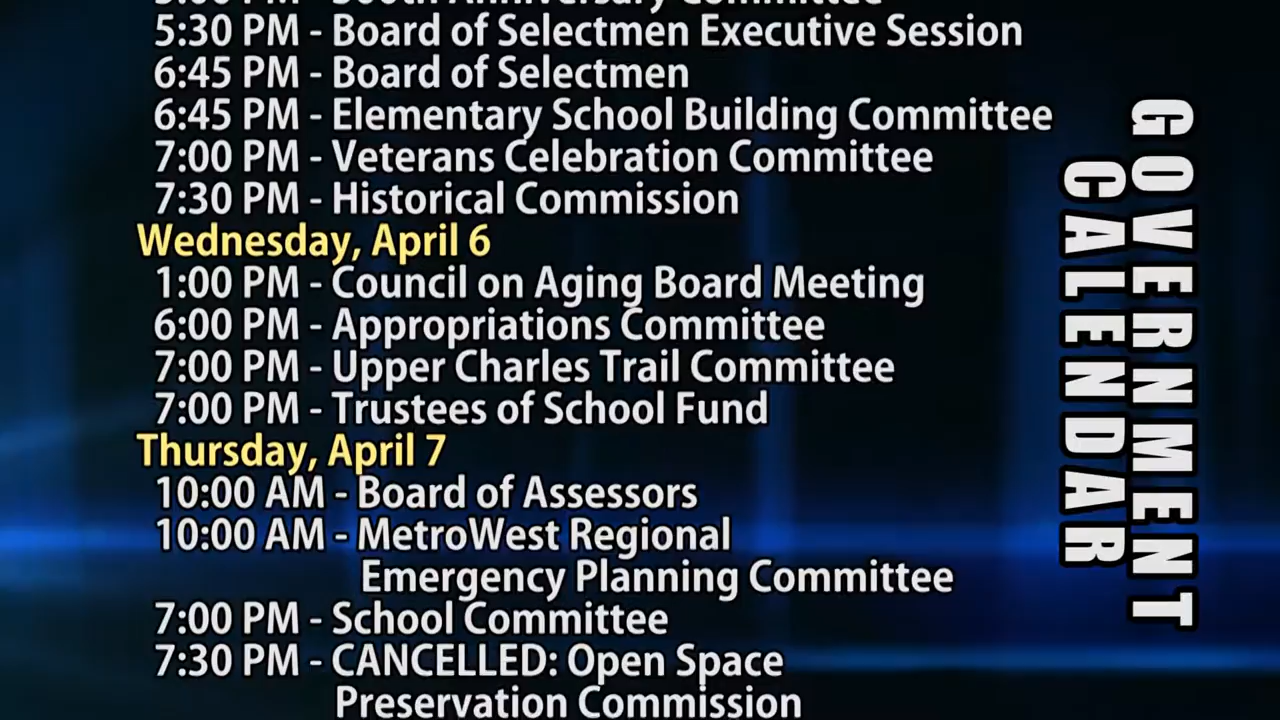 5:30 PM - Board of Selectmen Executive Session
6:45 PM - Board of Selectmen
6:45 PM - Elementary School Building Committee
7:00 PM - Veterans Celebration Committee
7:30 PM - Historical Commission
Wednesday, April 6
1:00 PM - Council on Aging Board Meeting
6:00 PM - Appropriations Committee
7:00 PM - Upper Charles Trail Committee
7:00 PM - Trustees of School Fund
Thursday, April 7
10:00 AM - Board of Assessors
10:00 AM - MetroWest Regional
Emergency Planning Committee
7:00 PM - School Committee
7:30 PM - CANCELLED: Open Space
Preservation Commission
GOVERNMENT
CALENDAR